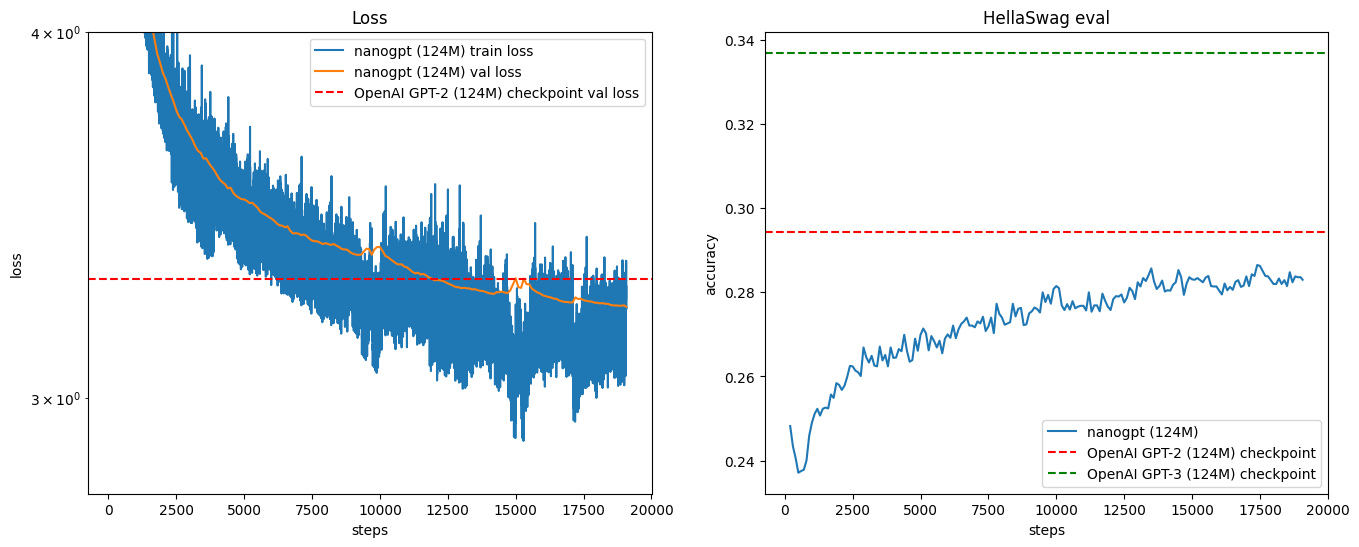 Loss
4 × 10⁰
3 × 10⁰
loss
nanogpt (124M) train loss
nanogpt (124M) val loss
OpenAI GPT-2 (124M) checkpoint val loss
0 2500 5000 7500 10000 12500 15000 17500 20000
steps
HellaSwag eval
0.34
0.32
0.30
0.28
0.26
0.24
accuracy
nanogpt (124M)
OpenAI GPT-2 (124M) checkpoint
OpenAI GPT-3 (124M) checkpoint
0 2500 5000 7500 10000 12500 15000 17500 20000
steps